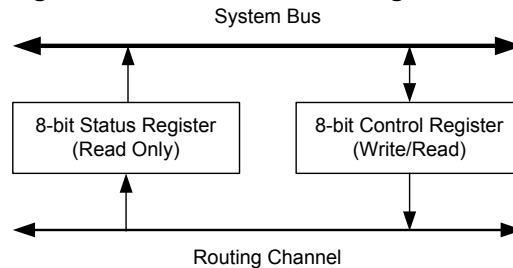 System Bus
8-bit Status Register
(Read Only)
8-bit Control Register
(Write/Read)
Routing Channel